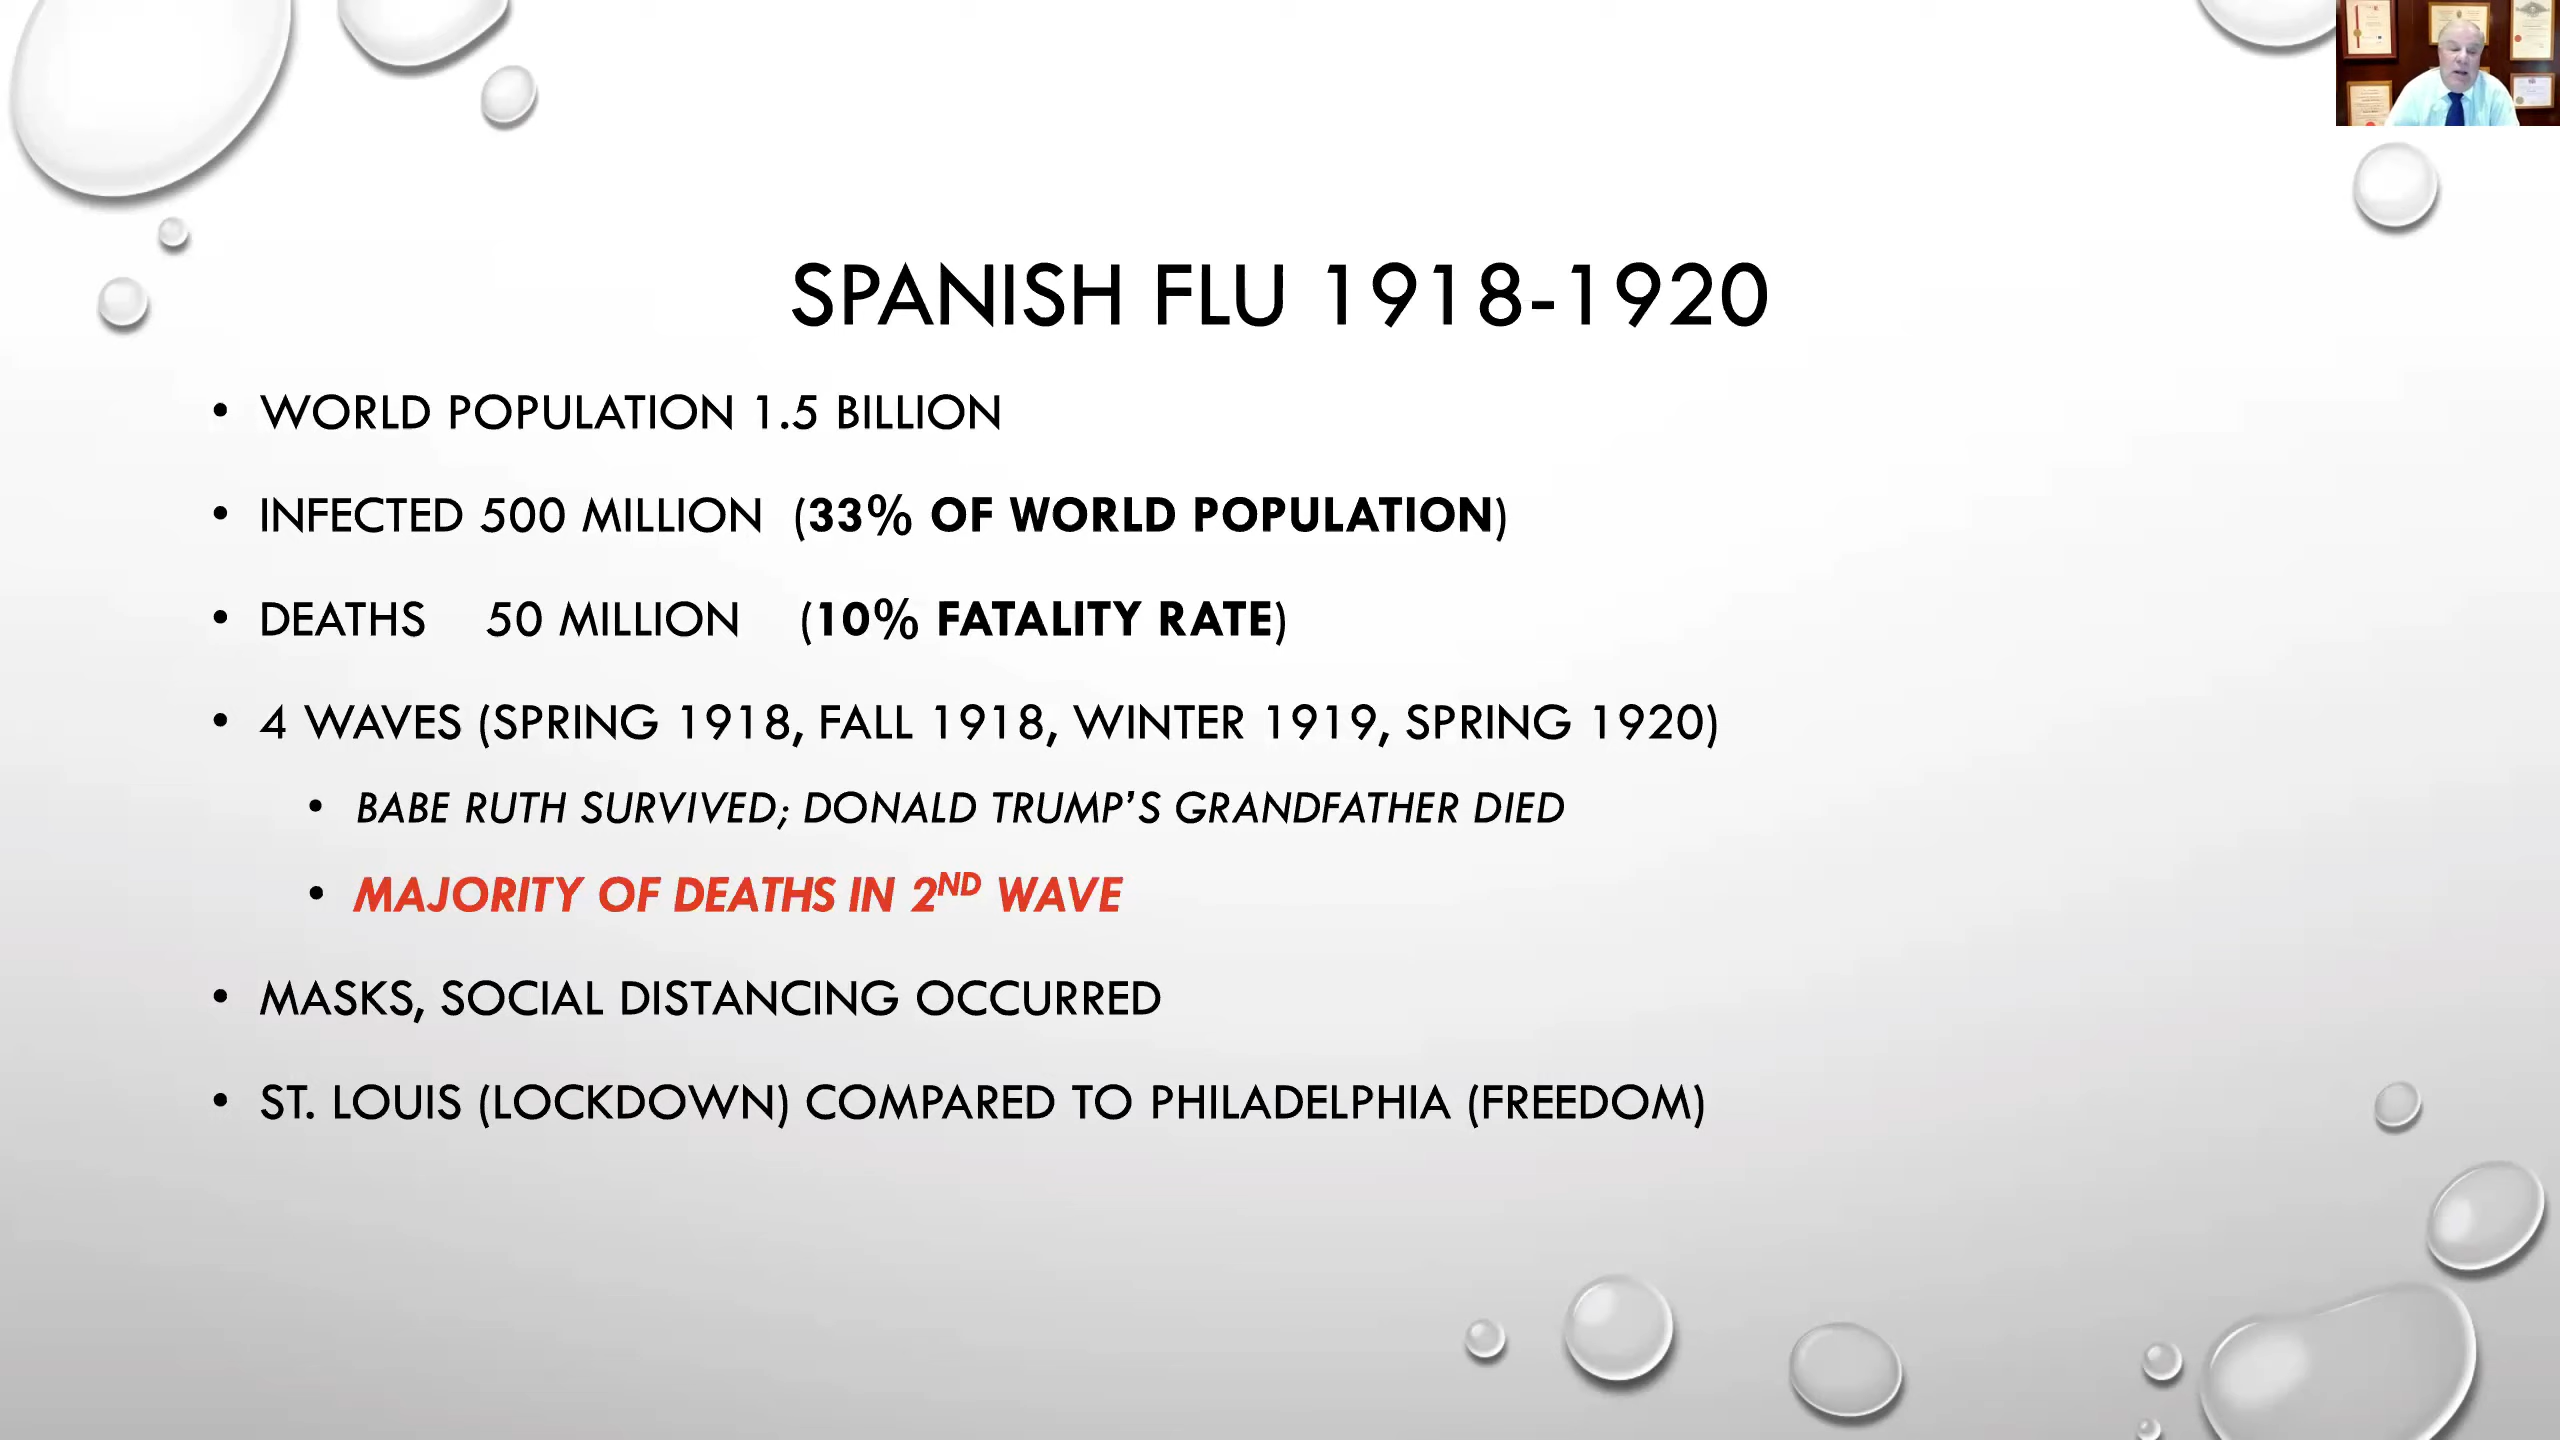 SPANISH FLU 1918-1920
• WORLD POPULATION 1.5 BILLION
• INFECTED 500 MILLION (33% OF WORLD POPULATION)
• DEATHS 50 MILLION (10% FATALITY RATE)
• 4 WAVES (SPRING 1918, FALL 1918, WINTER 1919, SPRING 1920)
• BABE RUTH SURVIVED; DONALD TRUMP’S GRANDFATHER DIED
• MAJORITY OF DEATHS IN 2ND WAVE
• MASKS, SOCIAL DISTANCING OCCURRED
• ST. LOUIS (LOCKDOWN) COMPARED TO PHILADELPHIA (FREEDOM)